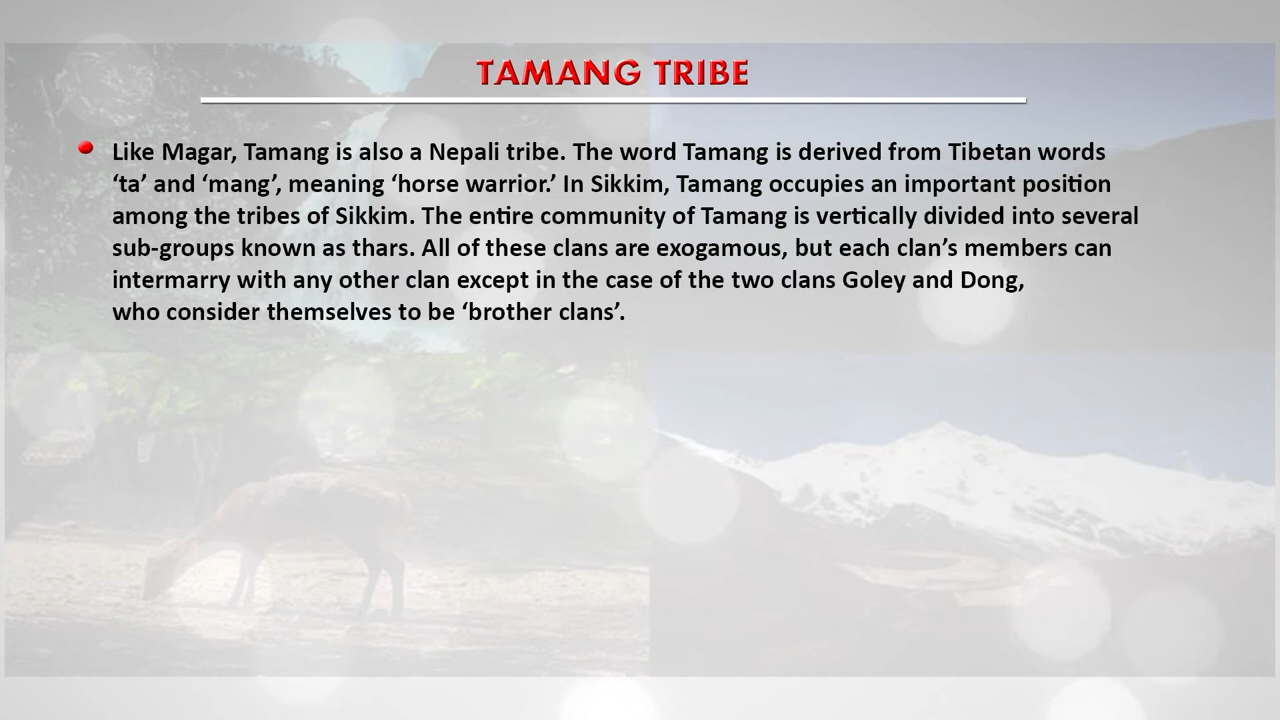 TAMANG TRIBE
Like Magar, Tamang is also a Nepali tribe. The word Tamang is derived from Tibetan words
‘ta’ and ‘mang’, meaning ‘horse warrior.’ In Sikkim, Tamang occupies an important position
among the tribes of Sikkim. The entire community of Tamang is vertically divided into several
sub-groups known as thars. All of these clans are exogamous, but each clan’s members can
intermarry with any other clan except in the case of the two clans Goley and Dong,
who consider themselves to be ‘brother clans’.